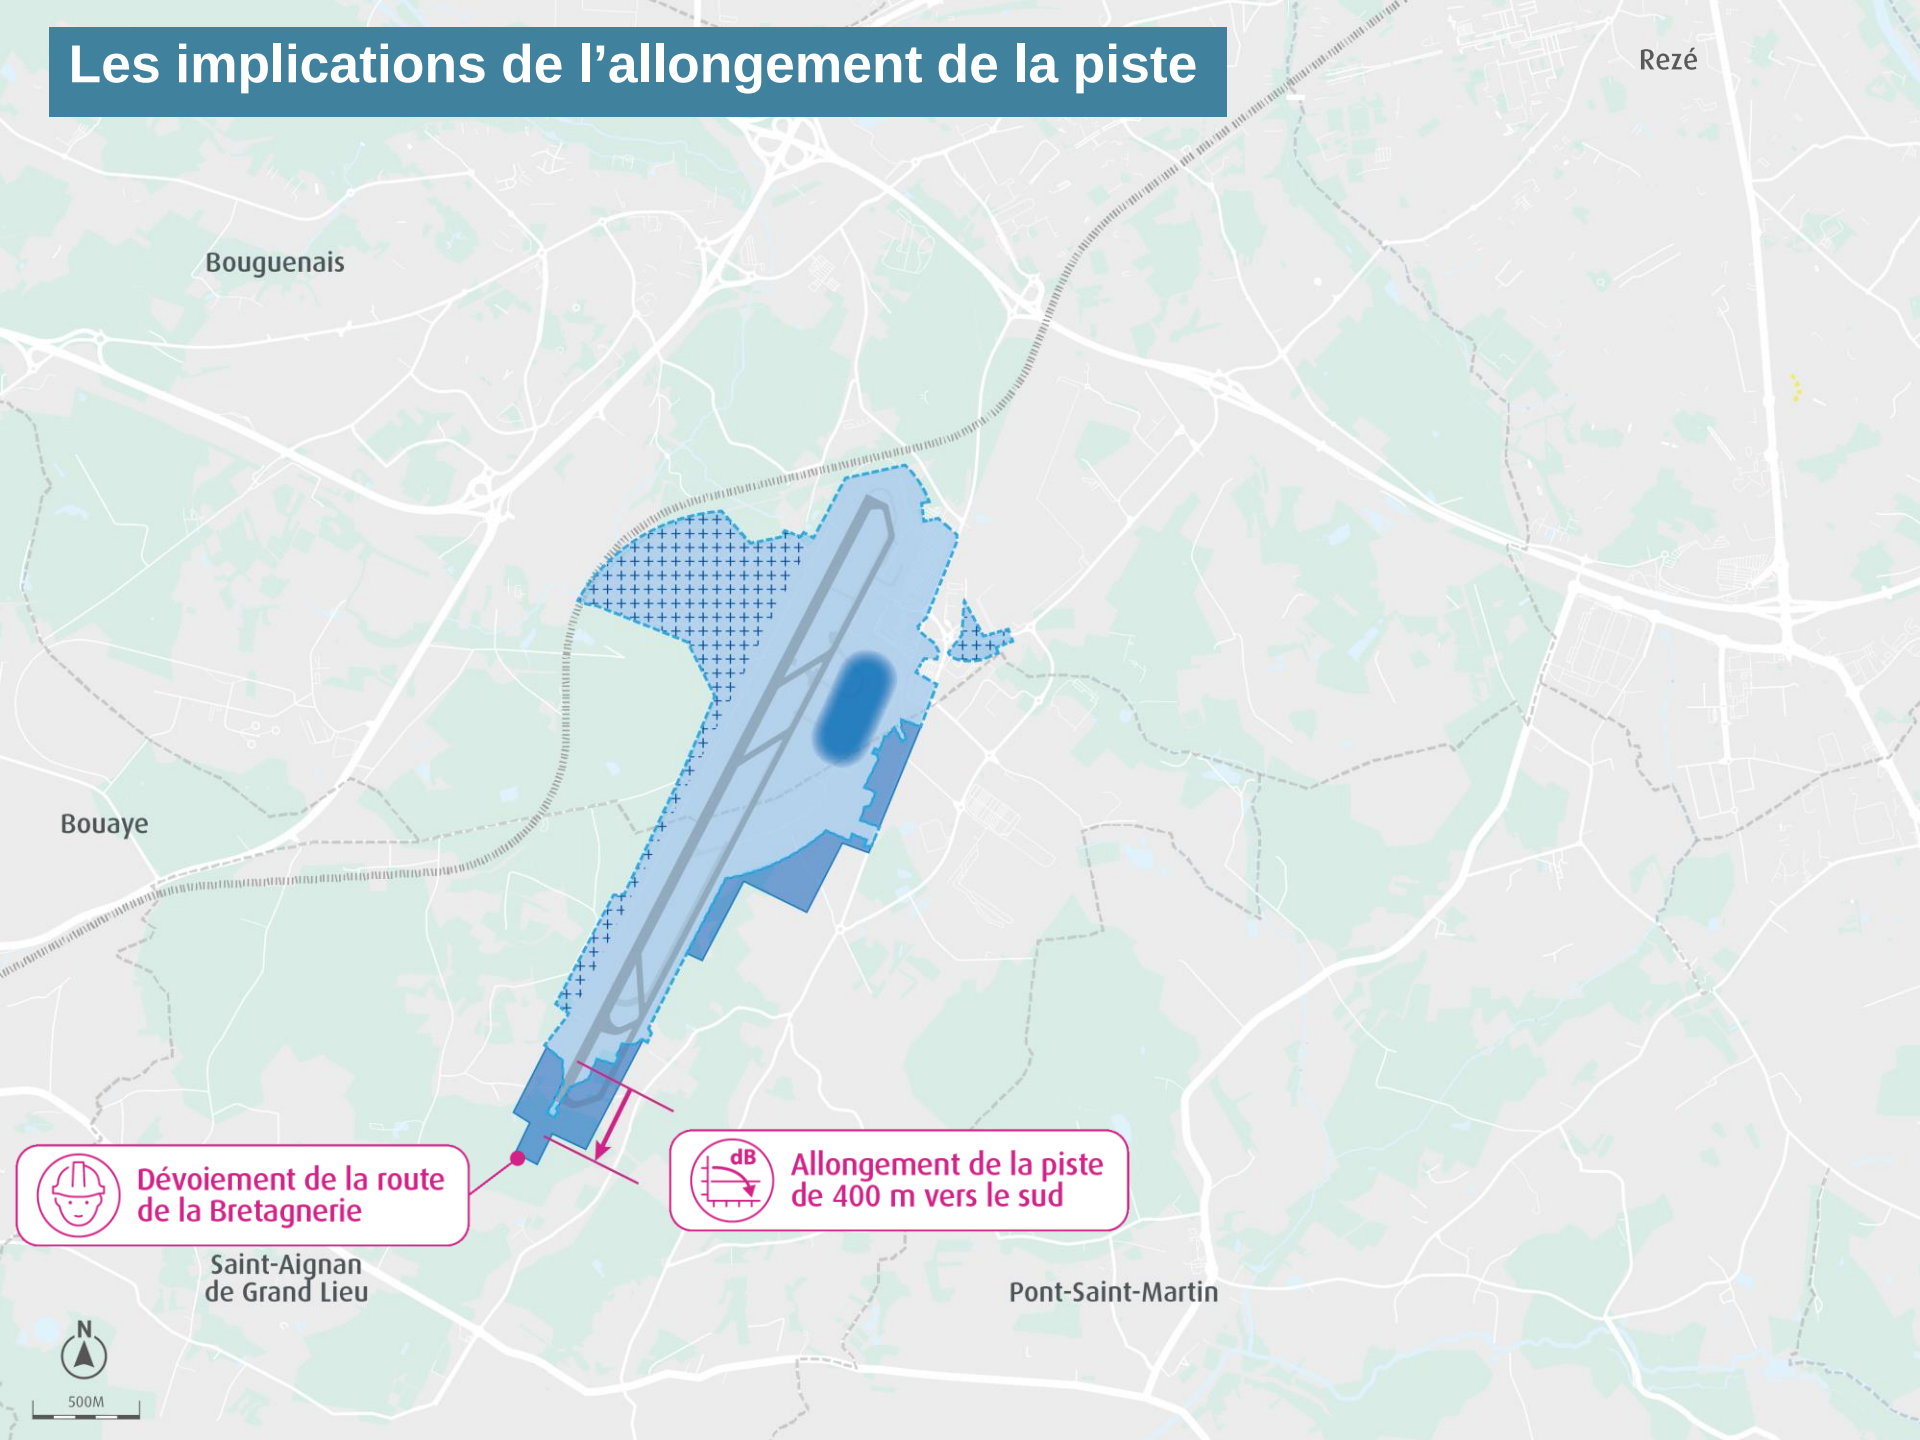 Les implications de l’allongement de la piste
Rezé
Bouguenais
Bouaye
Dévoiement de la route
de la Bretagnerie
dB
Allongement de la piste
de 400 m vers le sud
Saint-Aignan
de Grand Lieu
Pont-Saint-Martin
N
500M